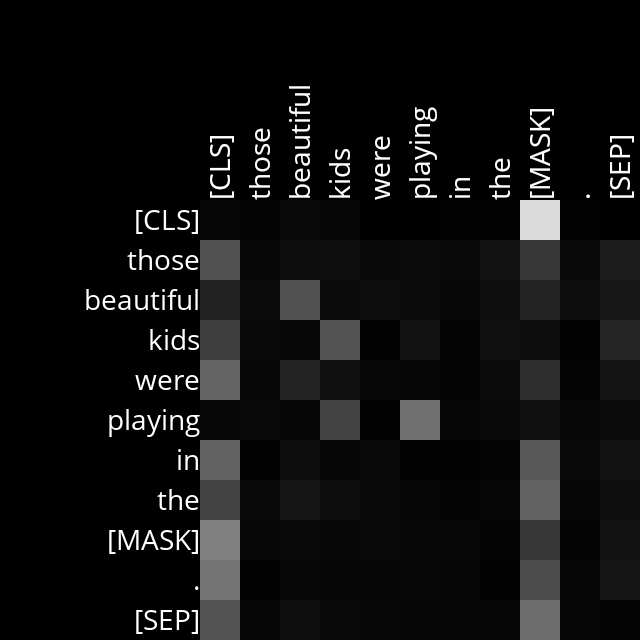 [CLS] those beautiful kids were playing in the [MASK] . [SEP]
[CLS]
those
beautiful
kids
were
playing
in
the
[MASK]
.
[SEP]